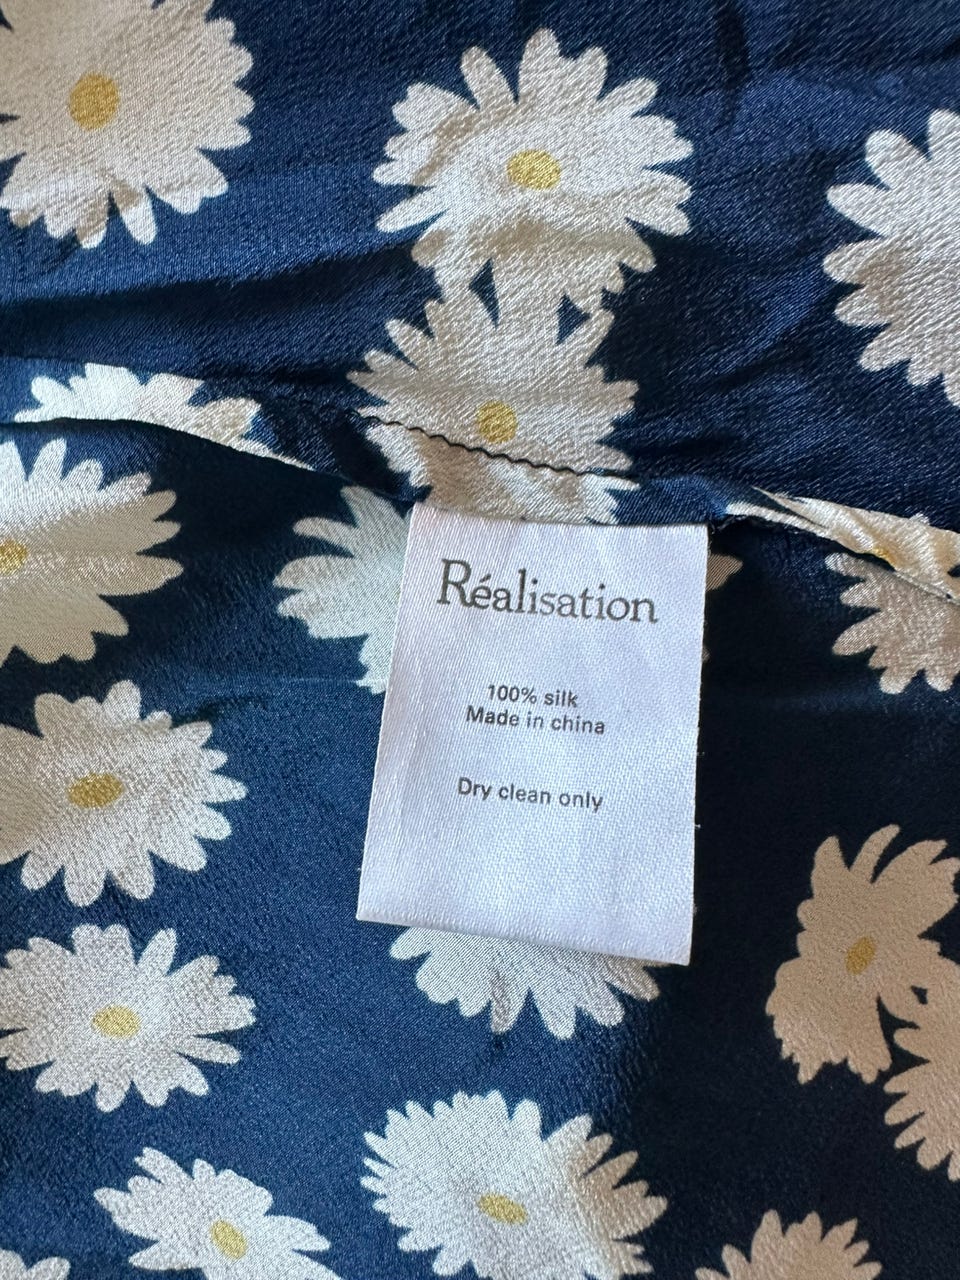 Réalisation
100% silk
Made in china
Dry clean only